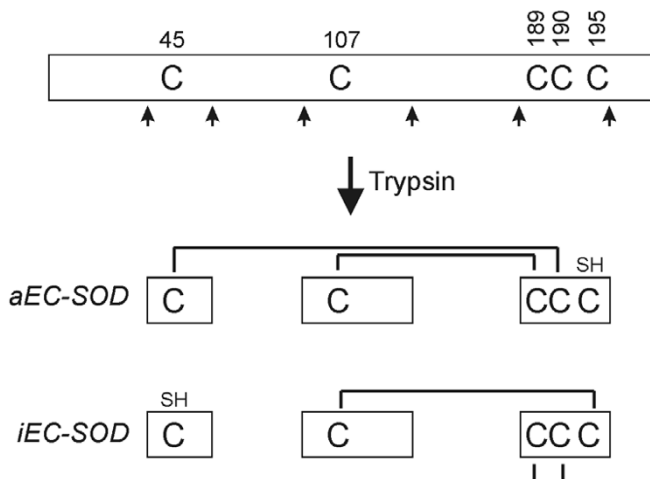 45 107 189 190 195
C C CC C
Trypsin
SH
aEC-SOD C C CC C
SH
iEC-SOD C C CC C